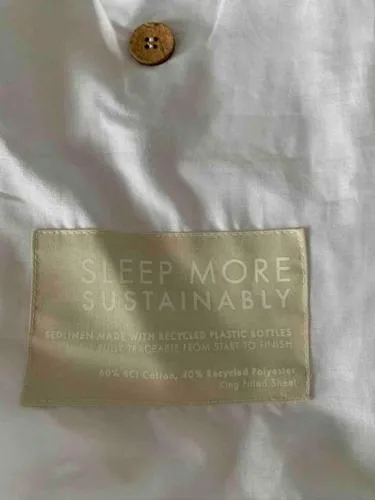 SLEEP MORE
SUSTAINABLY
BEDLINEN MADE WITH RECYCLED PLASTIC BOTTLES
FULLY TRACEABLE FROM START TO FINISH
60% BCI Cotton, 40% Recycled Polyester
King Fitted Sheet